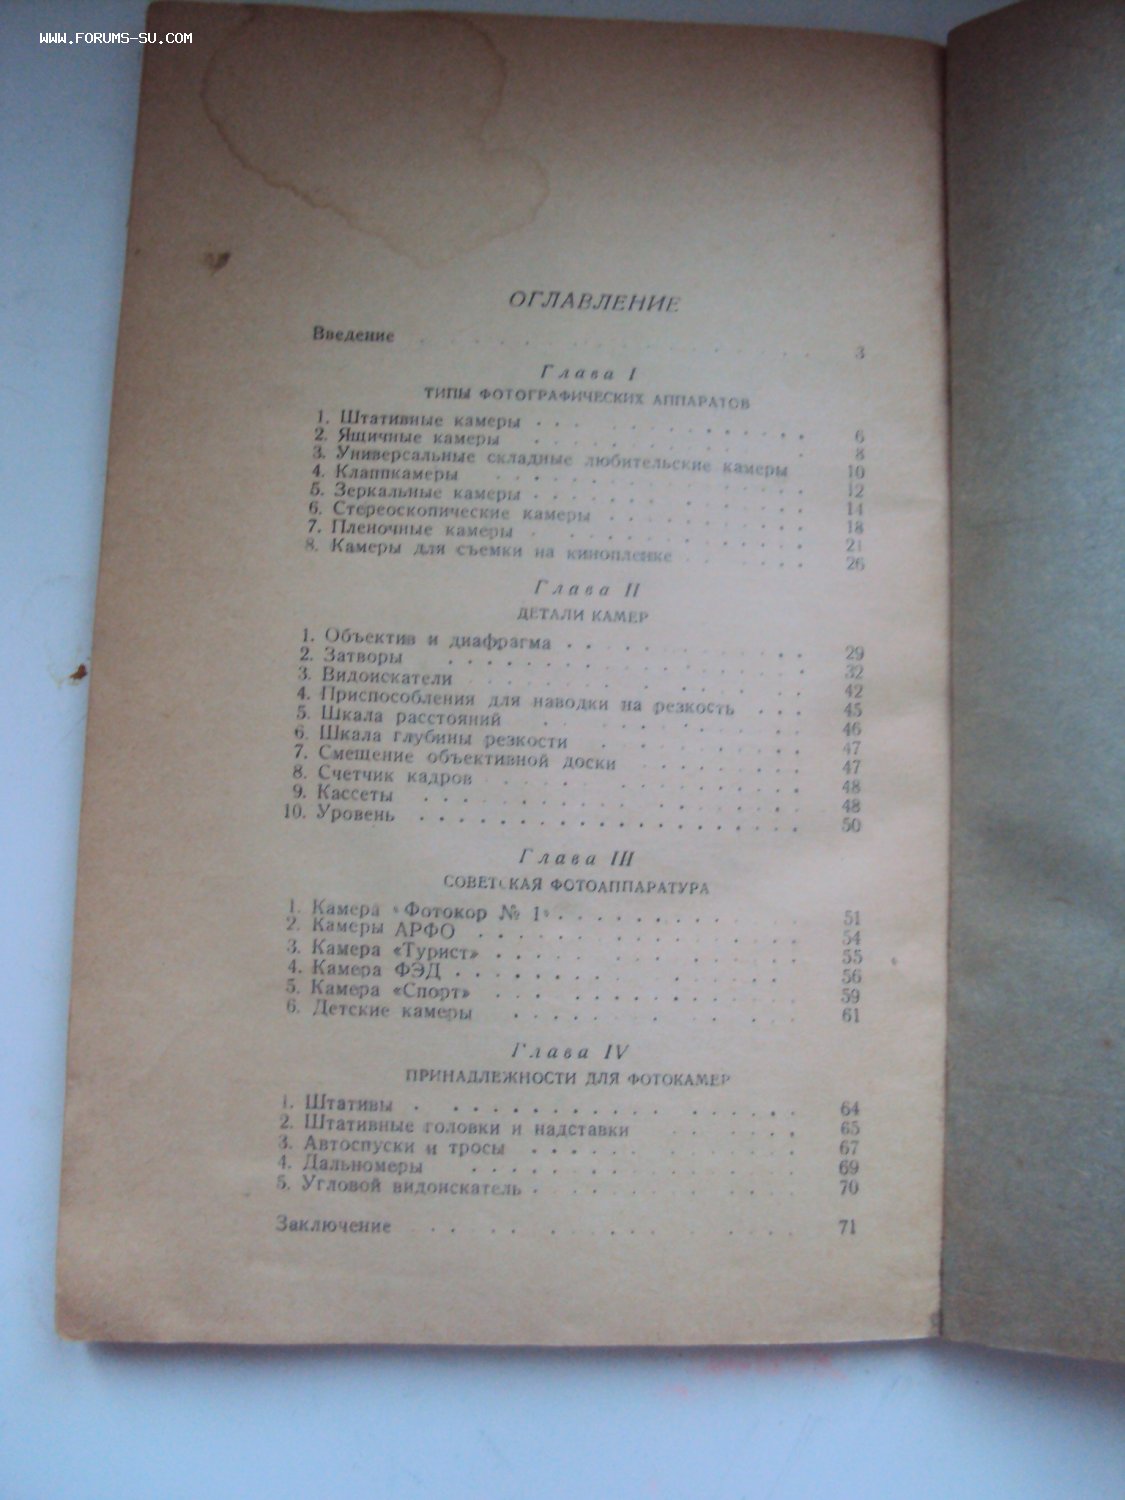 WWW.FORUMS-SU.COM
ОГЛАВЛЕНИЕ
Введение 3
Глава I
ТИПЫ ФОТОГРАФИЧЕСКИХ АППАРАТОВ
1. Штативные камеры 6
2. Ящичные камеры 8
3. Универсальные складные любительские камеры 10
4. Клаппкамеры 12
5. Зеркальные камеры 14
6. Стереоскопические камеры 18
7. Пленочные камеры 21
8. Камеры для съемки на кинопленке 26
Глава II
ДЕТАЛИ КАМЕР
1. Объектив и диафрагма 29
2. Затворы 32
3. Видоискатели 42
4. Приспособления для наводки на резкость 45
5. Шкала расстояний 46
6. Шкала глубины резкости 47
7. Смещение объективной доски 47
8. Счетчик кадров 48
9. Кассеты 48
10. Уровень 50
Глава III
СОВЕТСКАЯ ФОТОАППАРАТУРА
1. Камера «Фотокор № 1» 51
2. Камеры АРФО 54
3. Камера «Турист» 55
4. Камера ФЭД 56
5. Камера «Спорт» 59
6. Детские камеры 61
Глава IV
ПРИНАДЛЕЖНОСТИ ДЛЯ ФОТОКАМЕР
1. Штативы 64
2. Штативные головки и надставки 65
3. Автоспуски и тросы 67
4. Дальномеры 69
5. Угловой видоискатель 70
Заключение 71